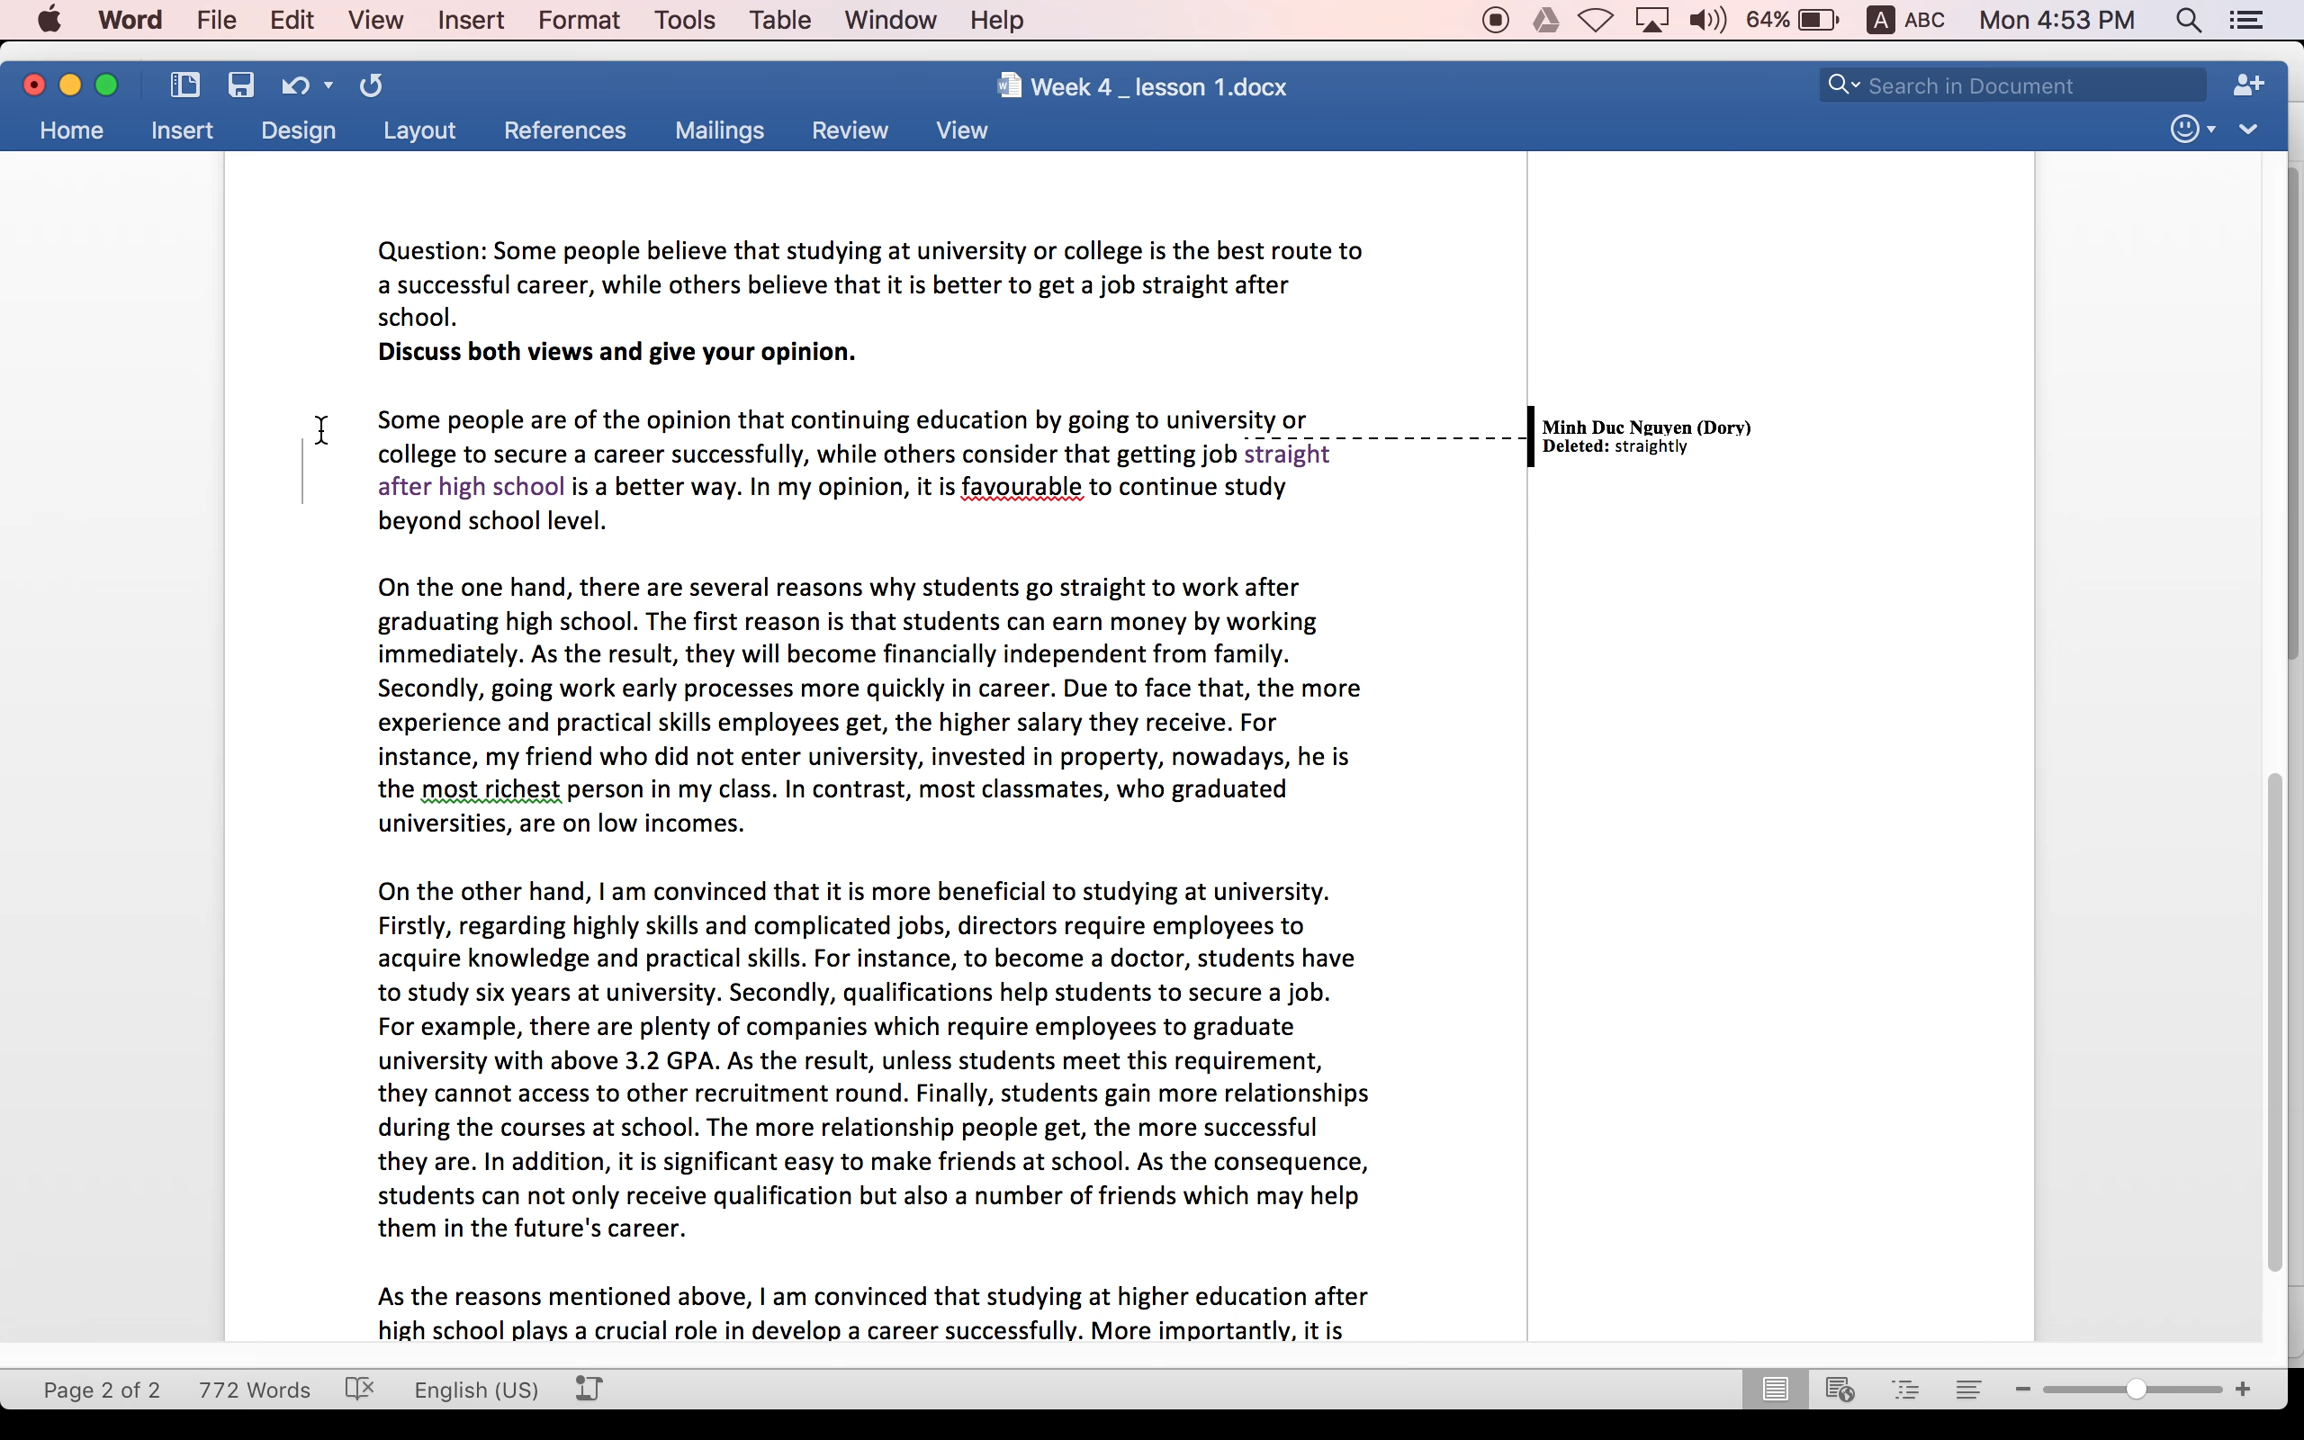 Word File Edit View Insert Format Tools Table Window Help 64% A ABC Mon 4:53 PM
Week 4 _ lesson 1.docx Search in Document
Home Insert Design Layout References Mailings Review View
Question: Some people believe that studying at university or college is the best route to
a successful career, while others believe that it is better to get a job straight after
school.
Discuss both views and give your opinion.
Some people are of the opinion that continuing education by going to university or
college to secure a career successfully, while others consider that getting job straight
after high school is a better way. In my opinion, it is favourable to continue study
beyond school level.
Minh Duc Nguyen (Dory)
Deleted: straightly
On the one hand, there are several reasons why students go straight to work after
graduating high school. The first reason is that students can earn money by working
immediately. As the result, they will become financially independent from family.
Secondly, going work early processes more quickly in career. Due to face that, the more
experience and practical skills employees get, the higher salary they receive. For
instance, my friend who did not enter university, invested in property, nowadays, he is
the most richest person in my class. In contrast, most classmates, who graduated
universities, are on low incomes.
On the other hand, I am convinced that it is more beneficial to studying at university.
Firstly, regarding highly skills and complicated jobs, directors require employees to
acquire knowledge and practical skills. For instance, to become a doctor, students have
to study six years at university. Secondly, qualifications help students to secure a job.
For example, there are plenty of companies which require employees to graduate
university with above 3.2 GPA. As the result, unless students meet this requirement,
they cannot access to other recruitment round. Finally, students gain more relationships
during the courses at school. The more relationship people get, the more successful
they are. In addition, it is significant easy to make friends at school. As the consequence,
students can not only receive qualification but also a number of friends which may help
them in the future's career.
As the reasons mentioned above, I am convinced that studying at higher education after
high school plays a crucial role in develop a career successfully. More importantly, it is
Page 2 of 2 772 Words English (US)